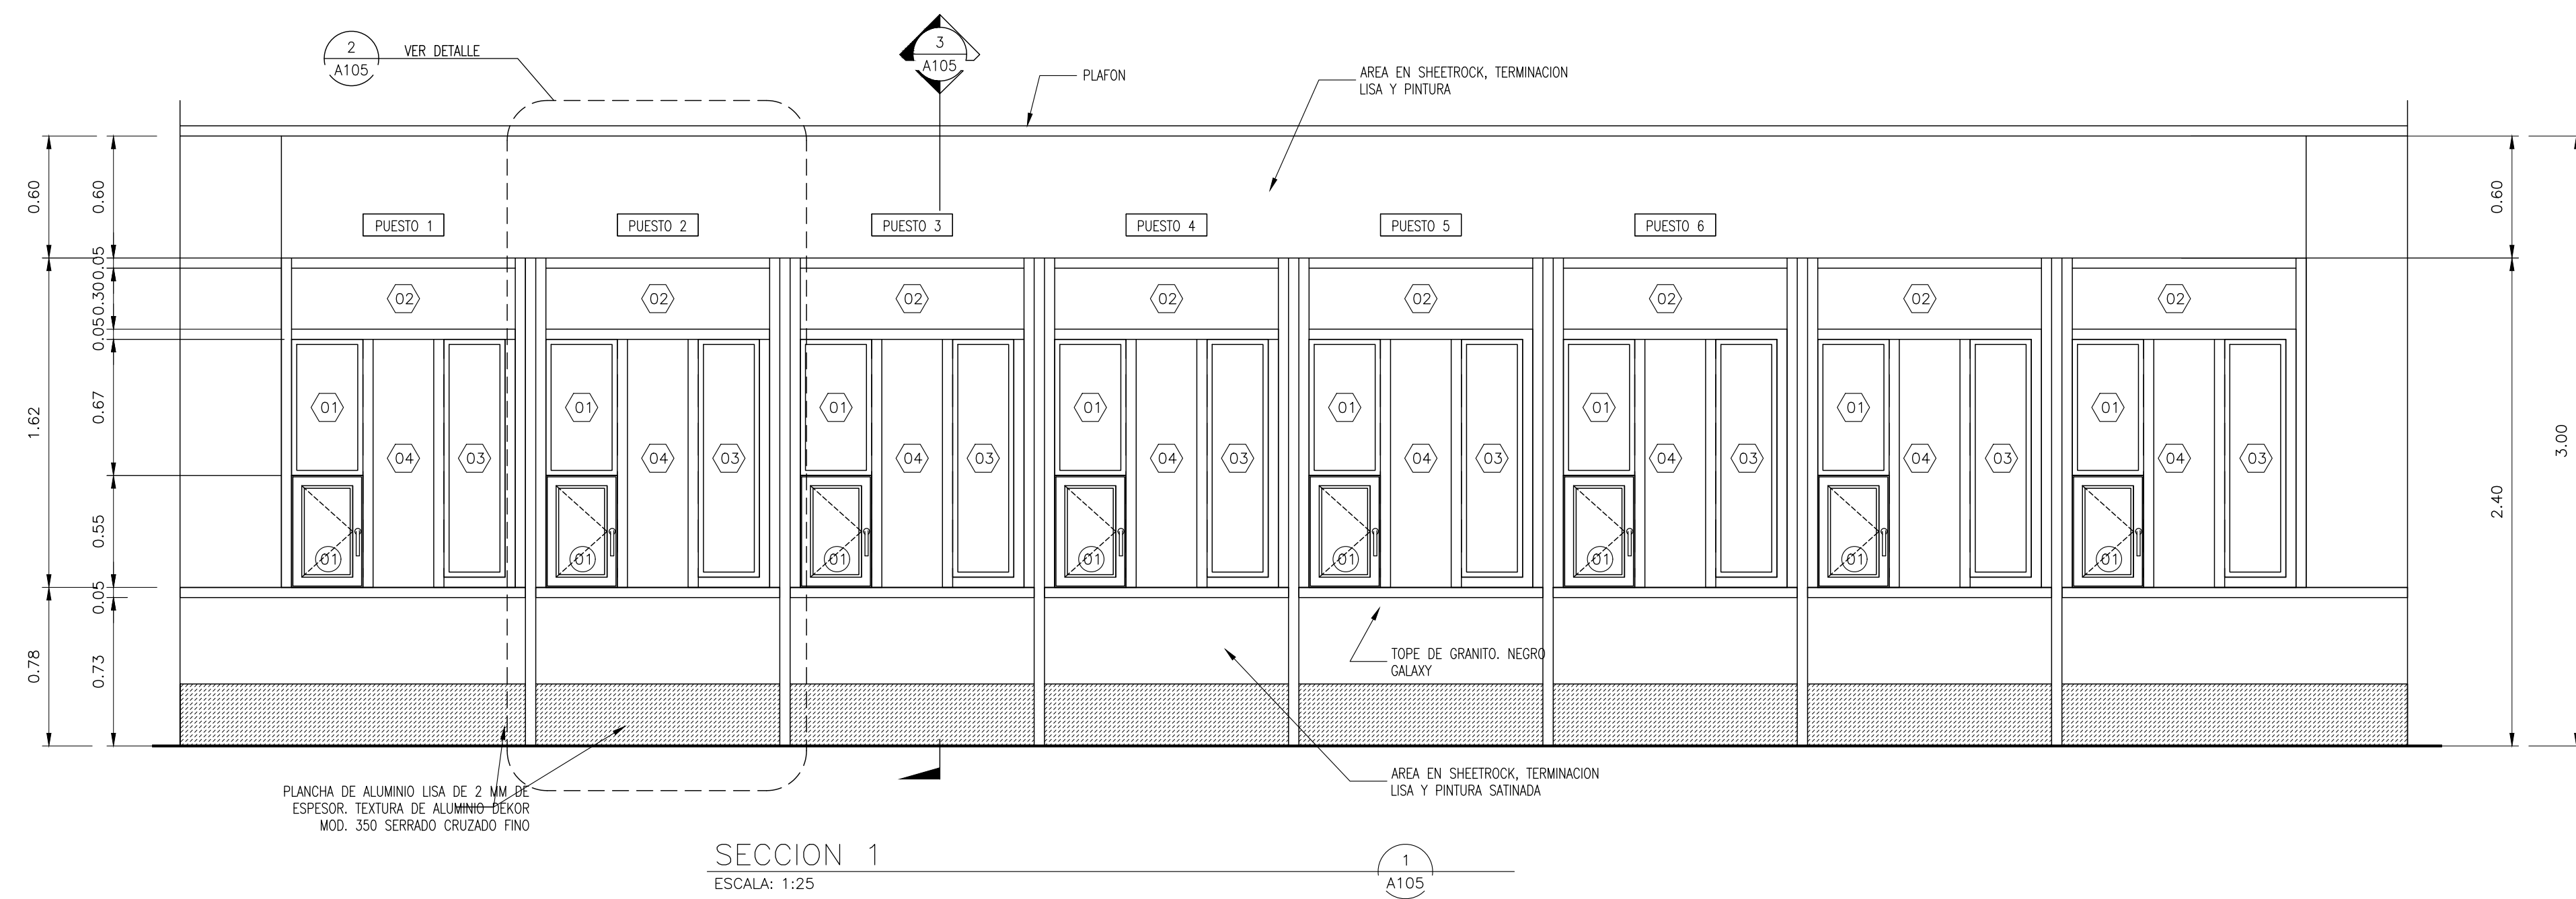 2
A105
VER DETALLE
3
A105
PLAFON
AREA EN SHEETROCK, TERMINACION
LISA Y PINTURA
0.60
0.60
0.60
PUESTO 1
PUESTO 2
PUESTO 3
PUESTO 4
PUESTO 5
PUESTO 6
0.05
0.30
0.05
02
02
02
02
02
02
02
02
0.67
1.62
01
01
01
01
01
01
01
01
04
03
04
03
04
03
04
03
04
03
04
03
04
03
04
03
3.00
2.40
0.55
01
01
01
01
01
01
01
01
0.05
0.78
0.73
TOPE DE GRANITO. NEGRO
GALAXY
AREA EN SHEETROCK, TERMINACION
LISA Y PINTURA SATINADA
PLANCHA DE ALUMINIO LISA DE 2 MM DE
ESPESOR. TEXTURA DE ALUMINIO DEKOR
MOD. 350 SERRADO CRUZADO FINO
SECCION 1
ESCALA: 1:25
1
A105